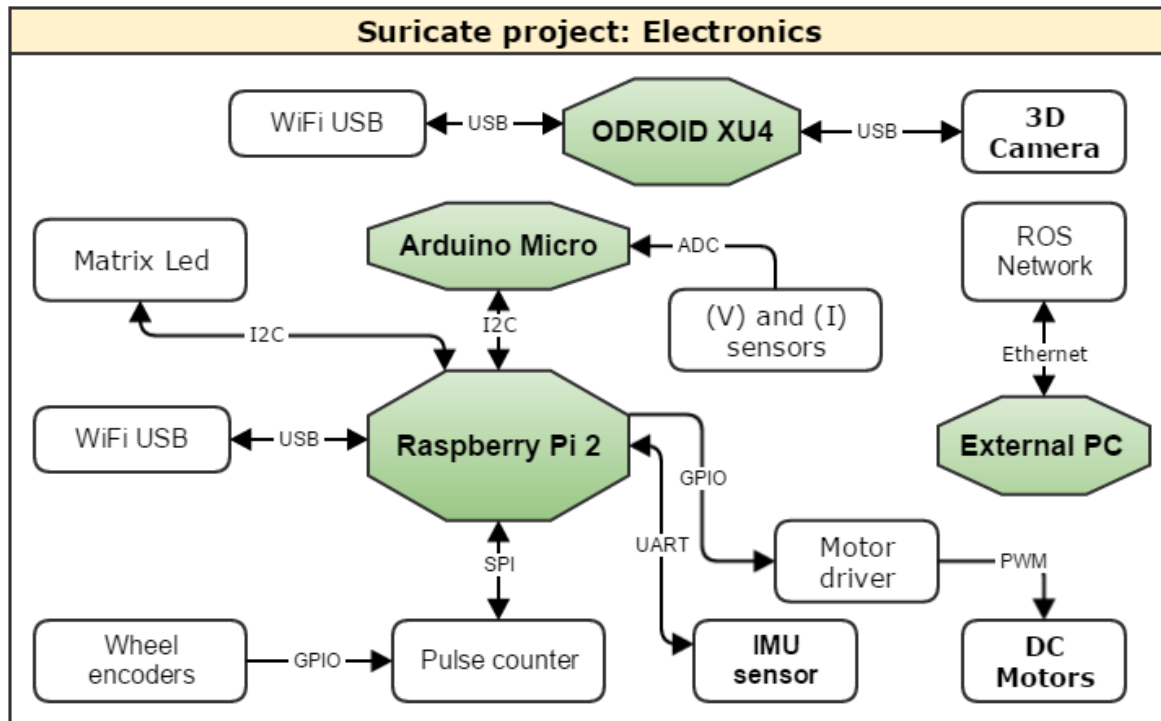 Suricate project: Electronics
WiFi USB
USB
ODROID XU4
USB
3D
Camera
Matrix Led
Arduino Micro
ADC
ROS
Network
I2C
I2C
(V) and (I)
sensors
Ethernet
WiFi USB
USB
Raspberry Pi 2
GPIO
External PC
UART
SPI
Motor
driver
PWM
Wheel
encoders
GPIO
Pulse counter
IMU
sensor
DC
Motors